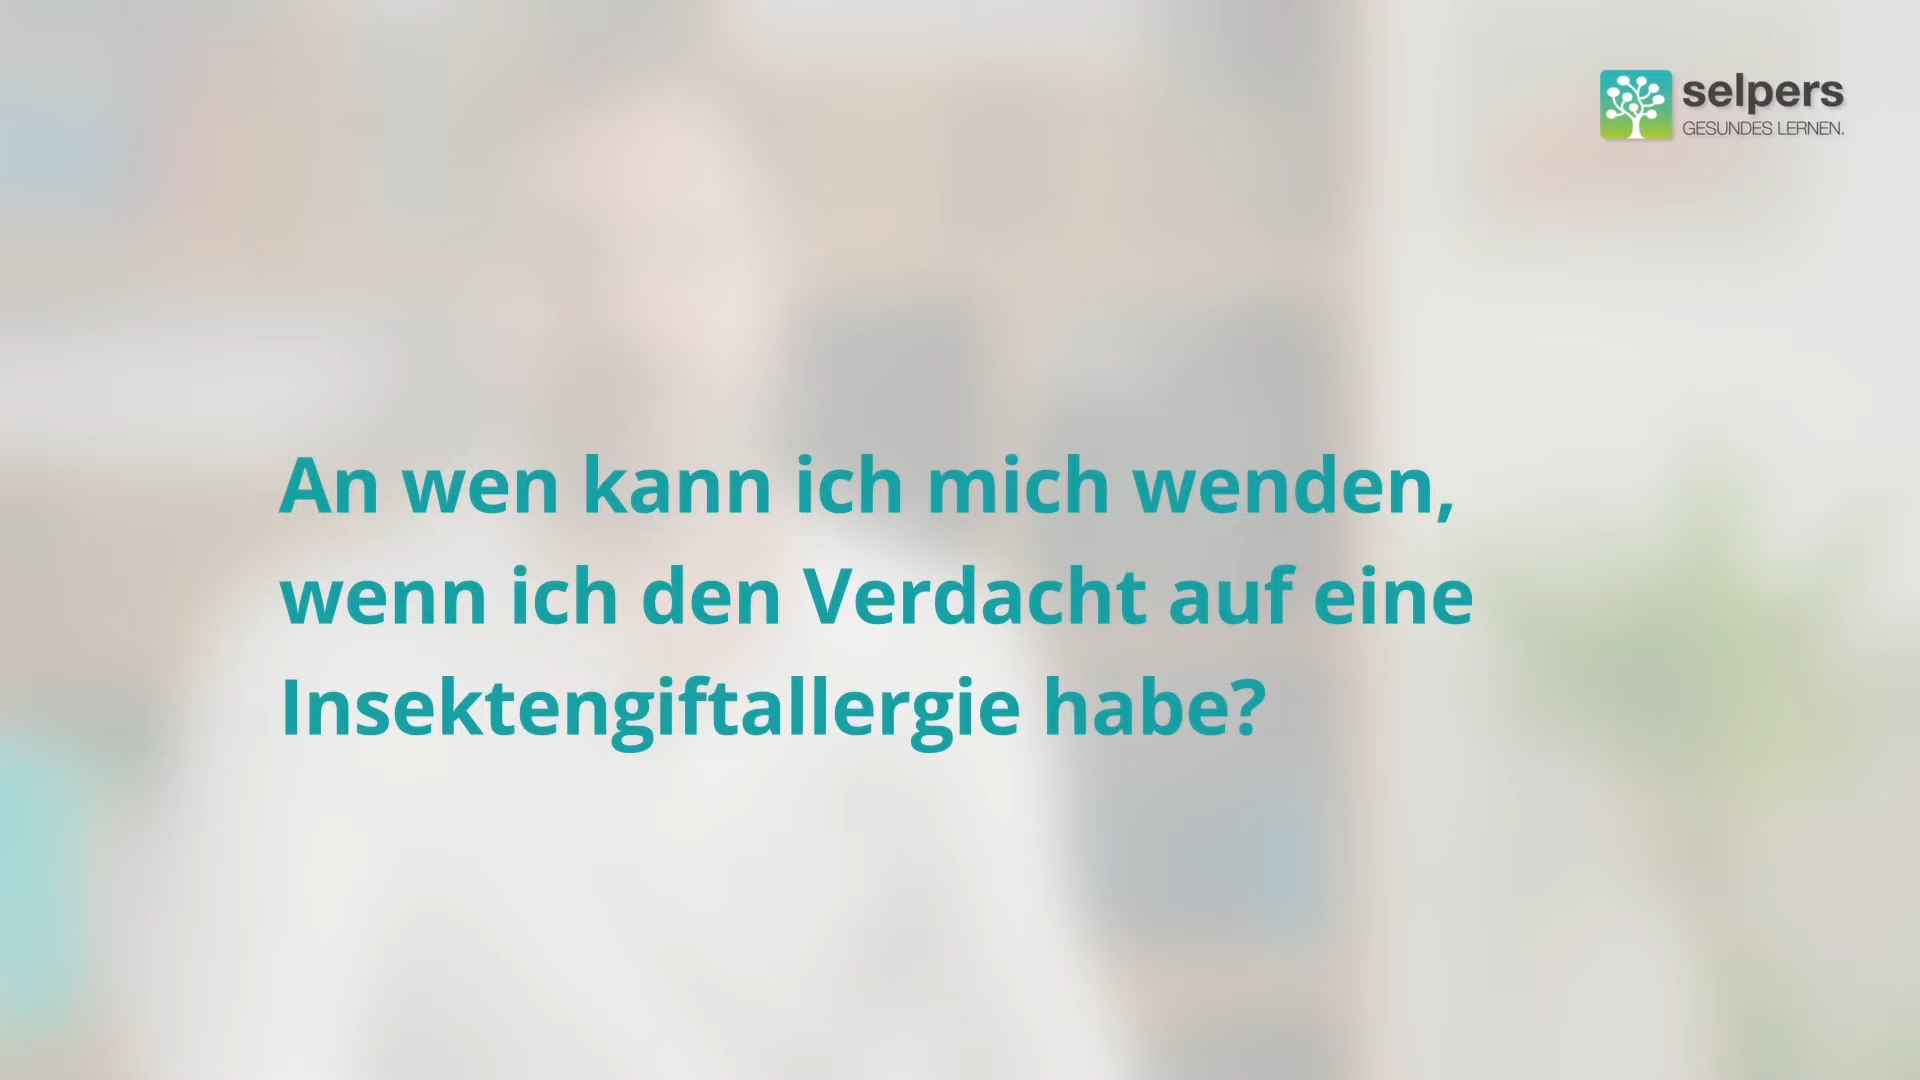 selpers
GESUNDES LERNEN.
An wen kann ich mich wenden,
wenn ich den Verdacht auf eine
Insektengiftallergie habe?